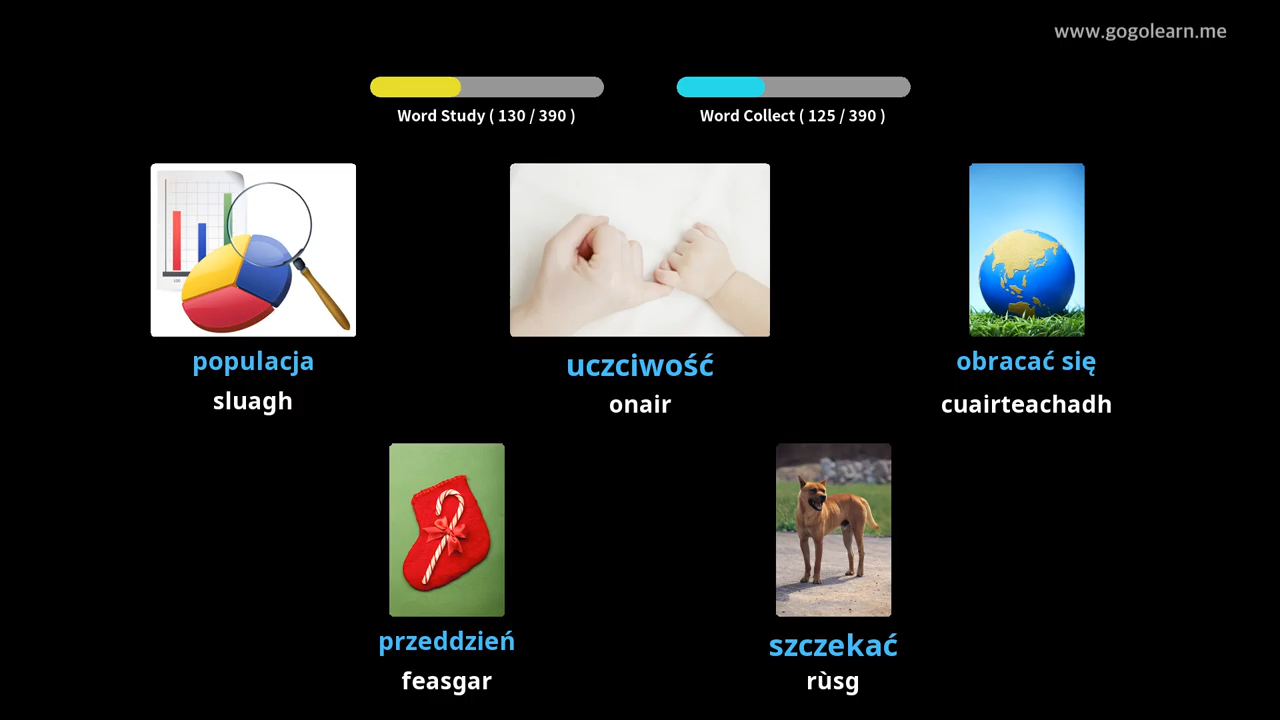 www.gogolearn.me
Word Study ( 130 / 390 )
Word Collect ( 125 / 390 )
populacja
sluagh
uczciwość
onair
obracać się
cuairteachadh
przeddzień
feasgar
szczekać
rùsg